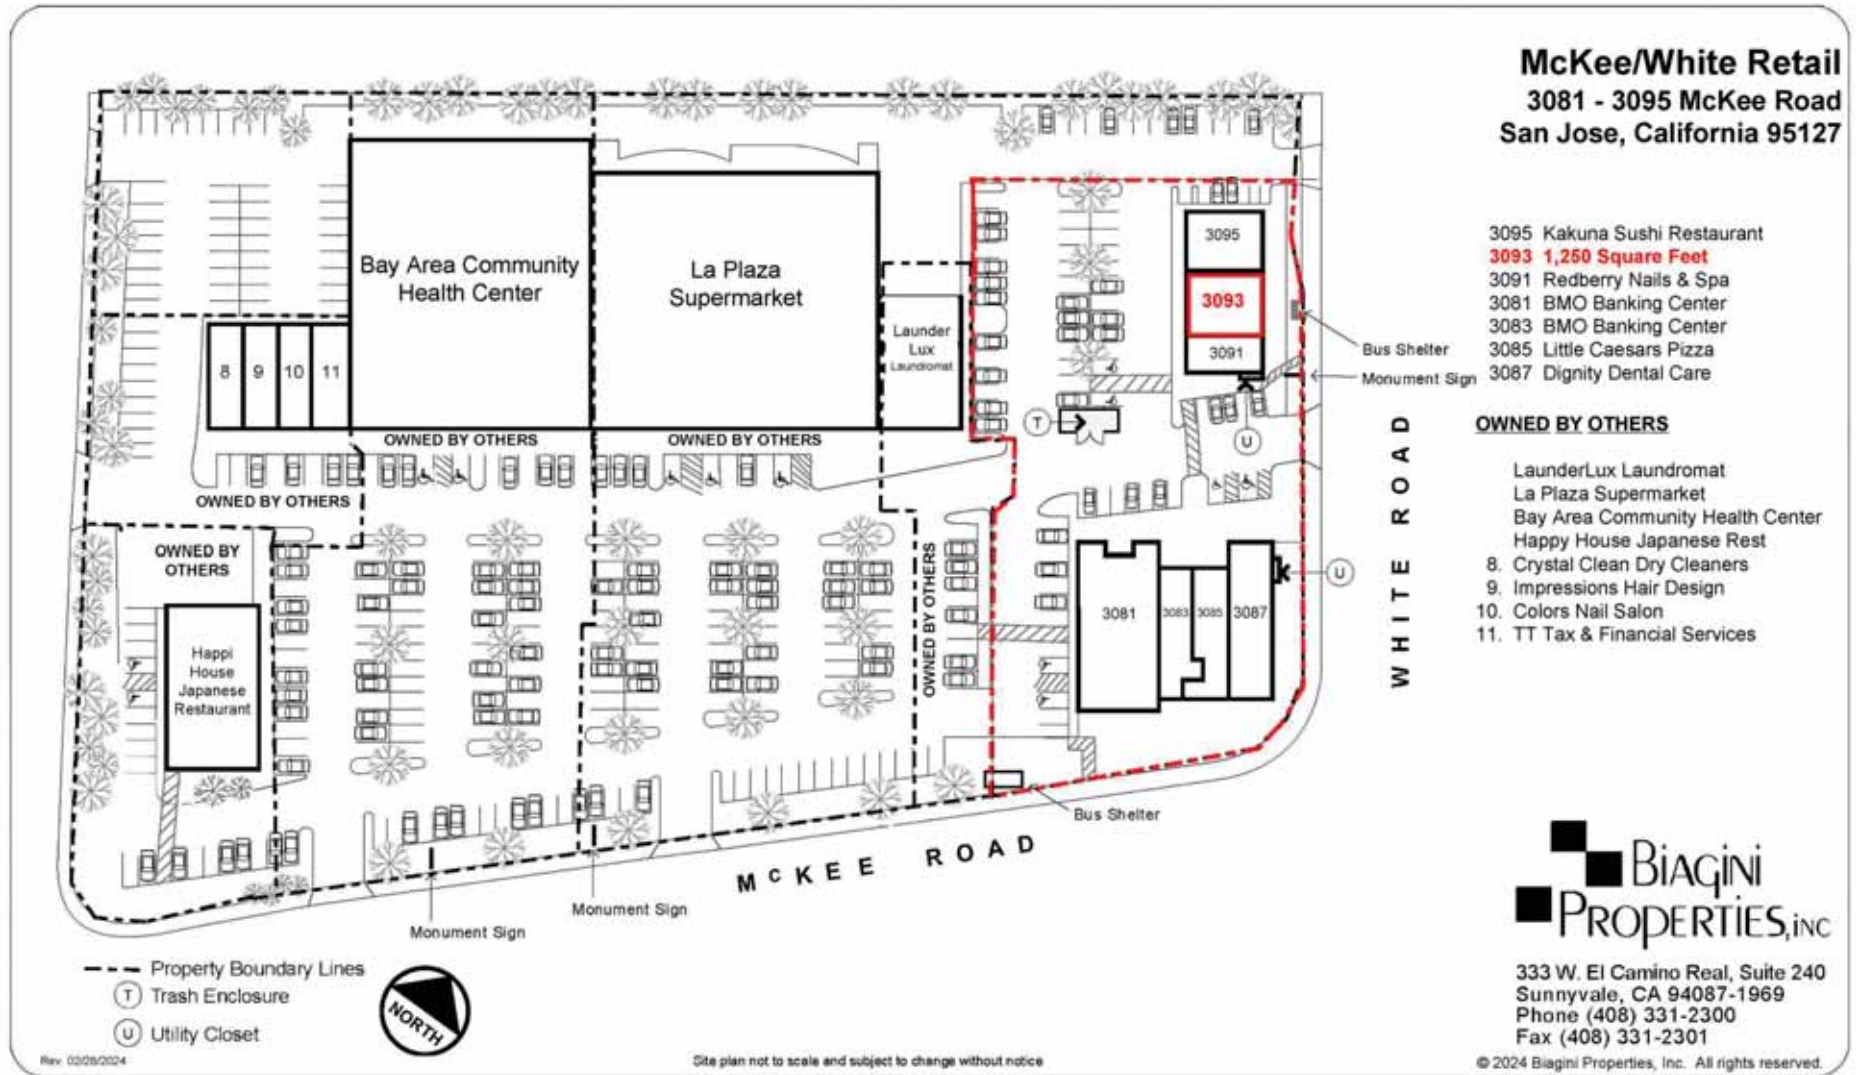 McKee/White Retail
3081 - 3095 McKee Road
San Jose, California 95127
3095 Kakuna Sushi Restaurant
3093 1,250 Square Feet
3091 Redberry Nails & Spa
3081 BMO Banking Center
3083 BMO Banking Center
3085 Little Caesars Pizza
3087 Dignity Dental Care
OWNED BY OTHERS
LaunderLux Laundromat
La Plaza Supermarket
Bay Area Community Health Center
Happy House Japanese Rest
8. Crystal Clean Dry Cleaners
9. Impressions Hair Design
10. Colors Nail Salon
11. TT Tax & Financial Services
Bay Area Community
Health Center
La Plaza
Supermarket
Launder
Lux
Laundromat
3095
3093
3091
Bus Shelter
Monument Sign
8 9 10 11
T
U
OWNED BY OTHERS
OWNED BY OTHERS
OWNED BY OTHERS
OWNED BY
OTHERS
OWNED BY OTHERS
Happi
House
Japanese
Restaurant
3081 3083 3085 3087
U
WHITE ROAD
Bus Shelter
McKEE ROAD
Monument Sign
Monument Sign
Property Boundary Lines
T Trash Enclosure
U Utility Closet
NORTH
BIAGINI
PROPERTIES, INC
333 W. El Camino Real, Suite 240
Sunnyvale, CA 94087-1969
Phone (408) 331-2300
Fax (408) 331-2301
Rev. 02/26/2024
Site plan not to scale and subject to change without notice
© 2024 Biagini Properties, Inc. All rights reserved.